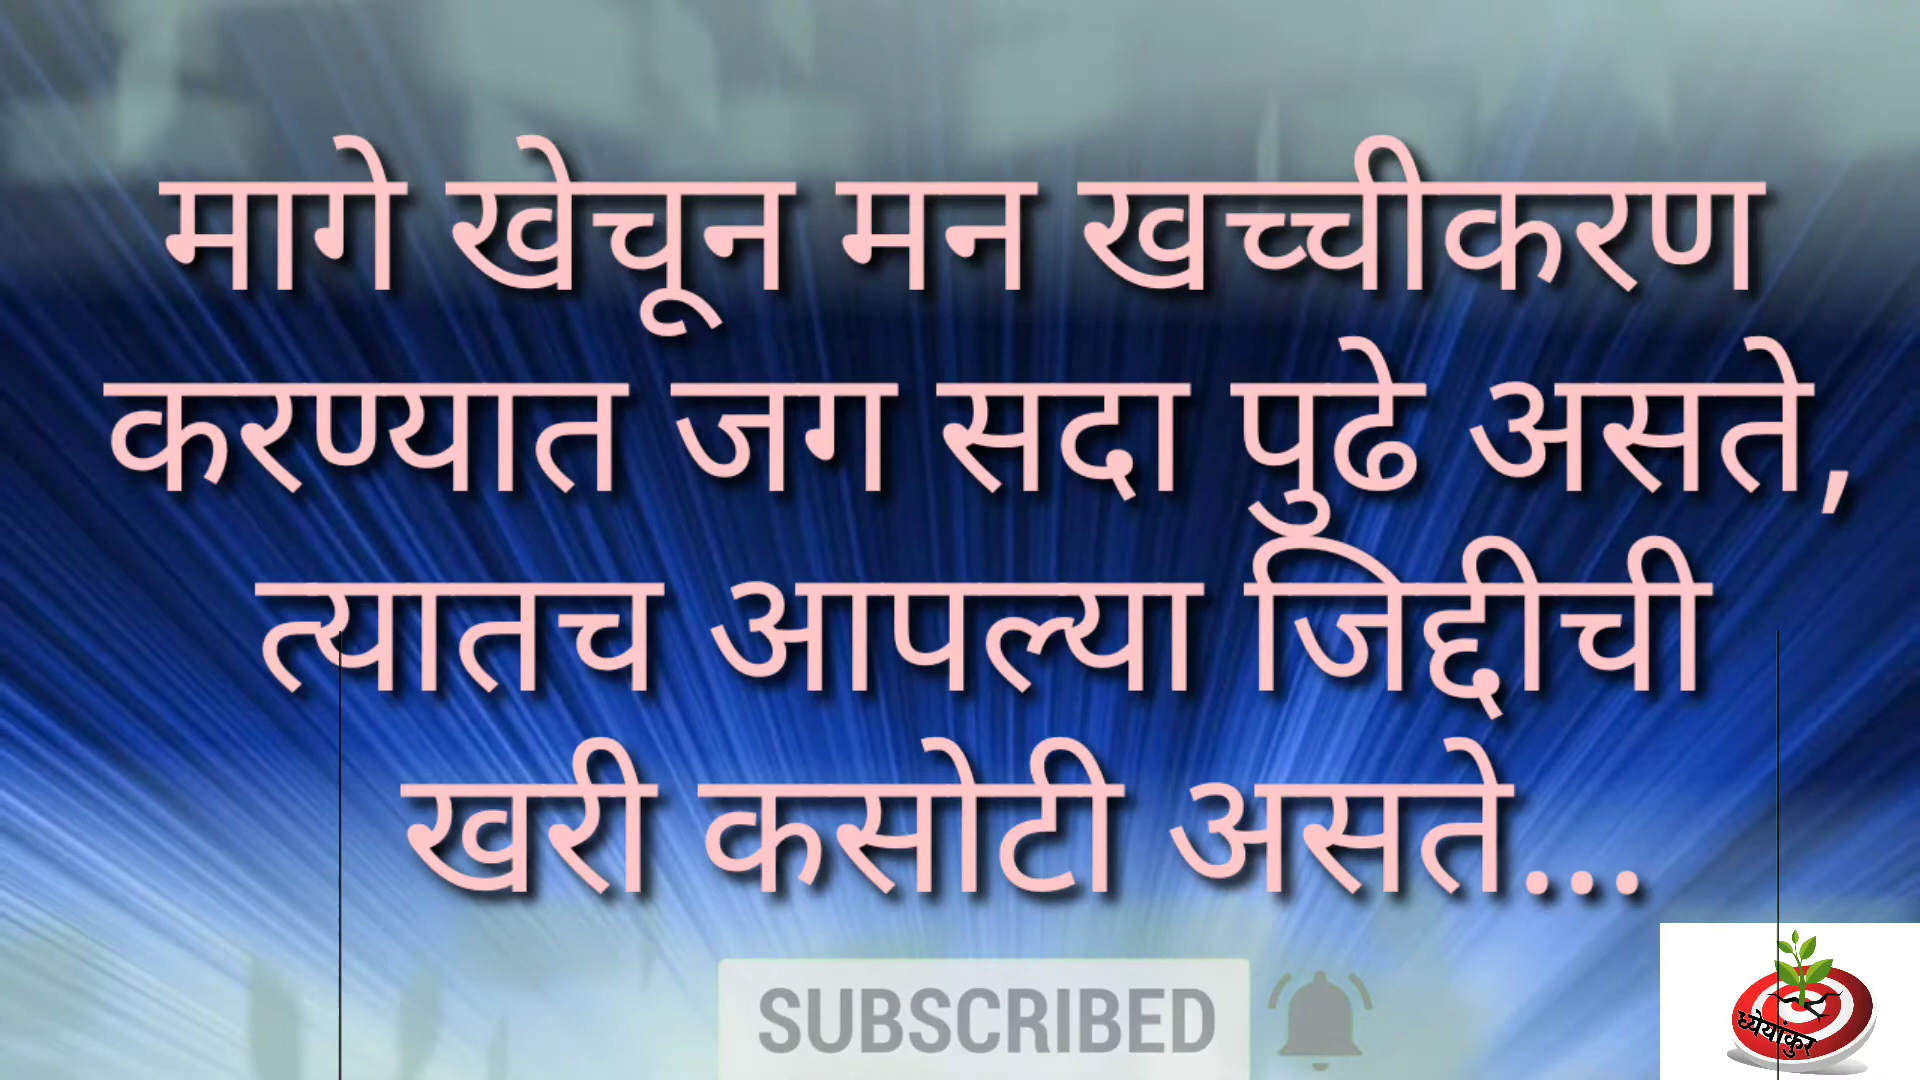 मागे खेचून मन खच्चीकरण
करण्यात जग सदा पुढे असते,
त्यातच आपल्या जिद्दीची
खरी कसोटी असते...
SUBSCRIBED
ध्येयांकुर